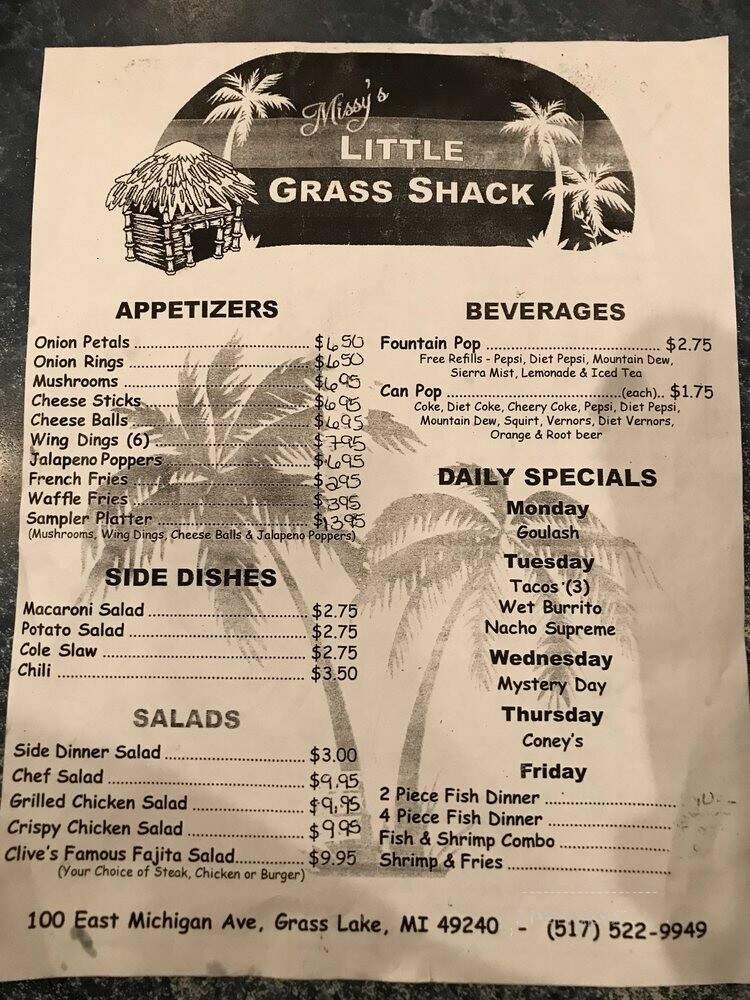 Missy's
LITTLE
GRASS SHACK
APPETIZERS
Onion Petals ........ $6.50
Onion Rings ........ $6.50
Mushrooms ........ $6.95
Cheese Sticks ........ $6.95
Cheese Balls ........ $6.95
Wing Dings (6) ........ $7.95
Jalapeno Poppers ........ $6.95
French Fries ........ $2.95
Waffle Fries ........ $3.95
Sampler Platter ........ $13.95
(Mushrooms, Wing Dings, Cheese Balls & Jalapeno Poppers)
SIDE DISHES
Macaroni Salad ........ $2.75
Potato Salad ........ $2.75
Cole Slaw ........ $2.75
Chili ........ $3.50
SALADS
Side Dinner Salad ........ $3.00
Chef Salad ........ $9.95
Grilled Chicken Salad ........ $9.95
Crispy Chicken Salad ........ $9.95
Clive's Famous Fajita Salad........ $9.95
(Your Choice of Steak, Chicken or Burger)
BEVERAGES
Fountain Pop ........ $2.75
Free Refills - Pepsi, Diet Pepsi, Mountain Dew,
Sierra Mist, Lemonade & Iced Tea
Can Pop ........(each).. $1.75
Coke, Diet Coke, Cheery Coke, Pepsi, Diet Pepsi,
Mountain Dew, Squirt, Vernors, Diet Vernors,
Orange & Root beer
DAILY SPECIALS
Monday
Goulash
Tuesday
Tacos (3)
Wet Burrito
Nacho Supreme
Wednesday
Mystery Day
Thursday
Coney's
Friday
2 Piece Fish Dinner ........
4 Piece Fish Dinner ........
Fish & Shrimp Combo ........
Shrimp & Fries ........
100 East Michigan Ave, Grass Lake, MI 49240 - (517) 522-9949